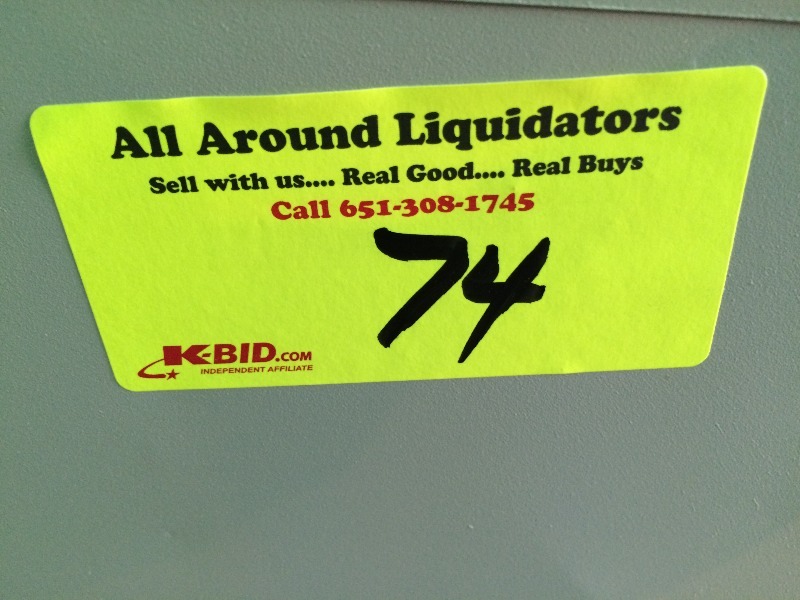 All Around Liquidators
Sell with us.... Real Good.... Real Buys
Call 651-308-1745
74
K-BID.COM
INDEPENDENT AFFILIATE